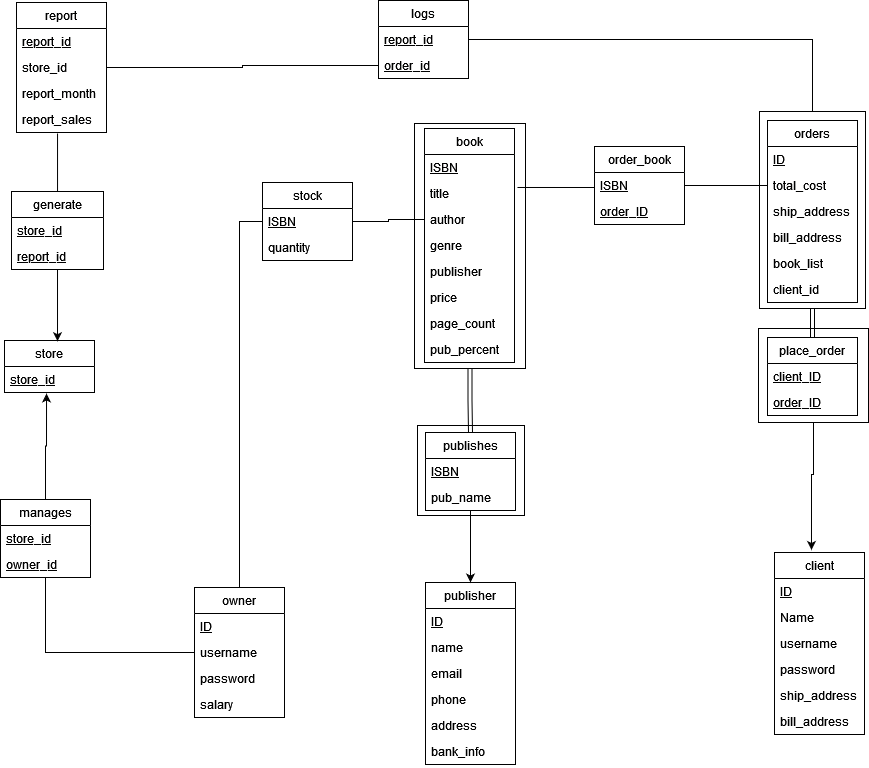 report
report_id
store_id
report_month
report_sales
logs
report_id
order_id
book
ISBN
title
author
genre
publisher
price
page_count
pub_percent
order_book
ISBN
order_ID
orders
ID
total_cost
ship_address
bill_address
book_list
client_id
stock
ISBN
quantity
generate
store_id
report_id
store
store_id
place_order
client_ID
order_ID
publishes
ISBN
pub_name
manages
store_id
owner_id
owner
ID
username
password
salary
publisher
ID
name
email
phone
address
bank_info
client
ID
Name
username
password
ship_address
bill_address